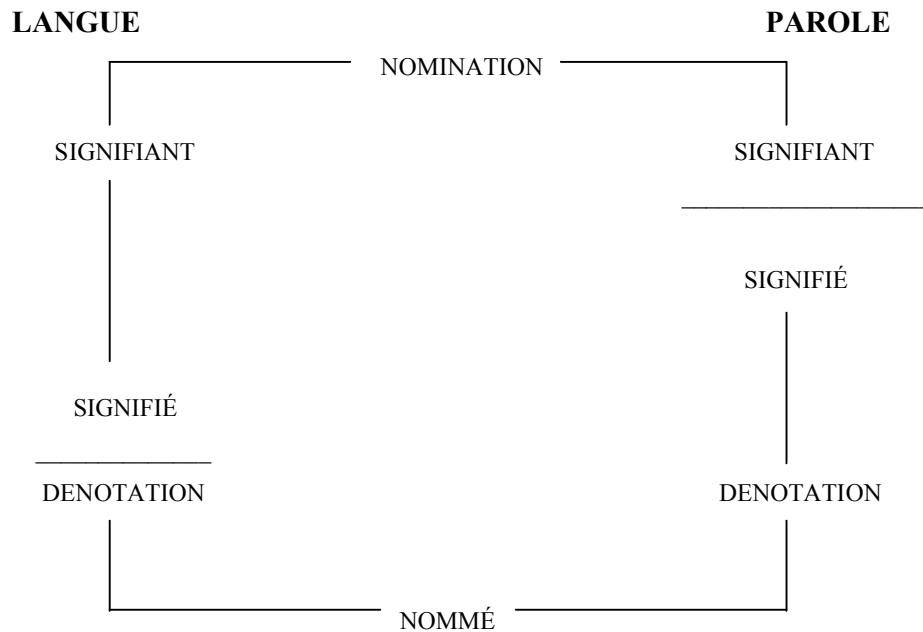 LANGUE PAROLE
NOMINATION
SIGNIFIANT SIGNIFIANT
SIGNIFIÉ
SIGNIFIÉ
DENOTATION DENOTATION
NOMMÉ